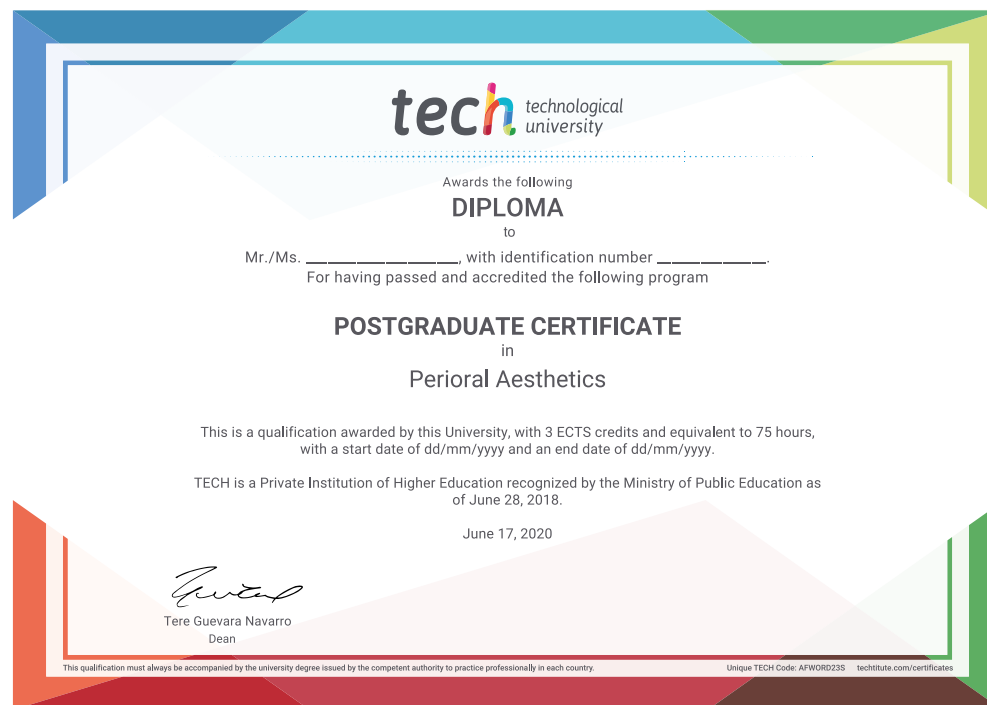 tech technological
university
Awards the following
DIPLOMA
to
Mr./Ms. ____________________, with identification number ______________.
For having passed and accredited the following program
POSTGRADUATE CERTIFICATE
in
Perioral Aesthetics
This is a qualification awarded by this University, with 3 ECTS credits and equivalent to 75 hours,
with a start date of dd/mm/yyyy and an end date of dd/mm/yyyy.
TECH is a Private Institution of Higher Education recognized by the Ministry of Public Education as
of June 28, 2018.
June 17, 2020
Tere Guevara Navarro
Dean
This qualification must always be accompanied by the university degree issued by the competent authority to practice professionally in each country.
Unique TECH Code: AFWORD23S techtitute.com/certificates